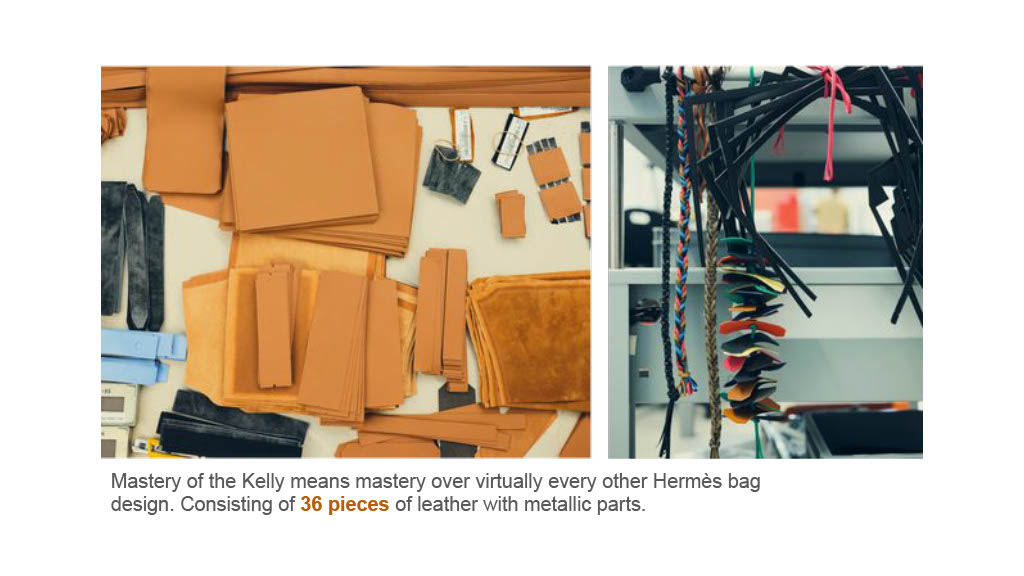 Mastery of the Kelly means mastery over virtually every other Hermès bag
design. Consisting of 36 pieces of leather with metallic parts.